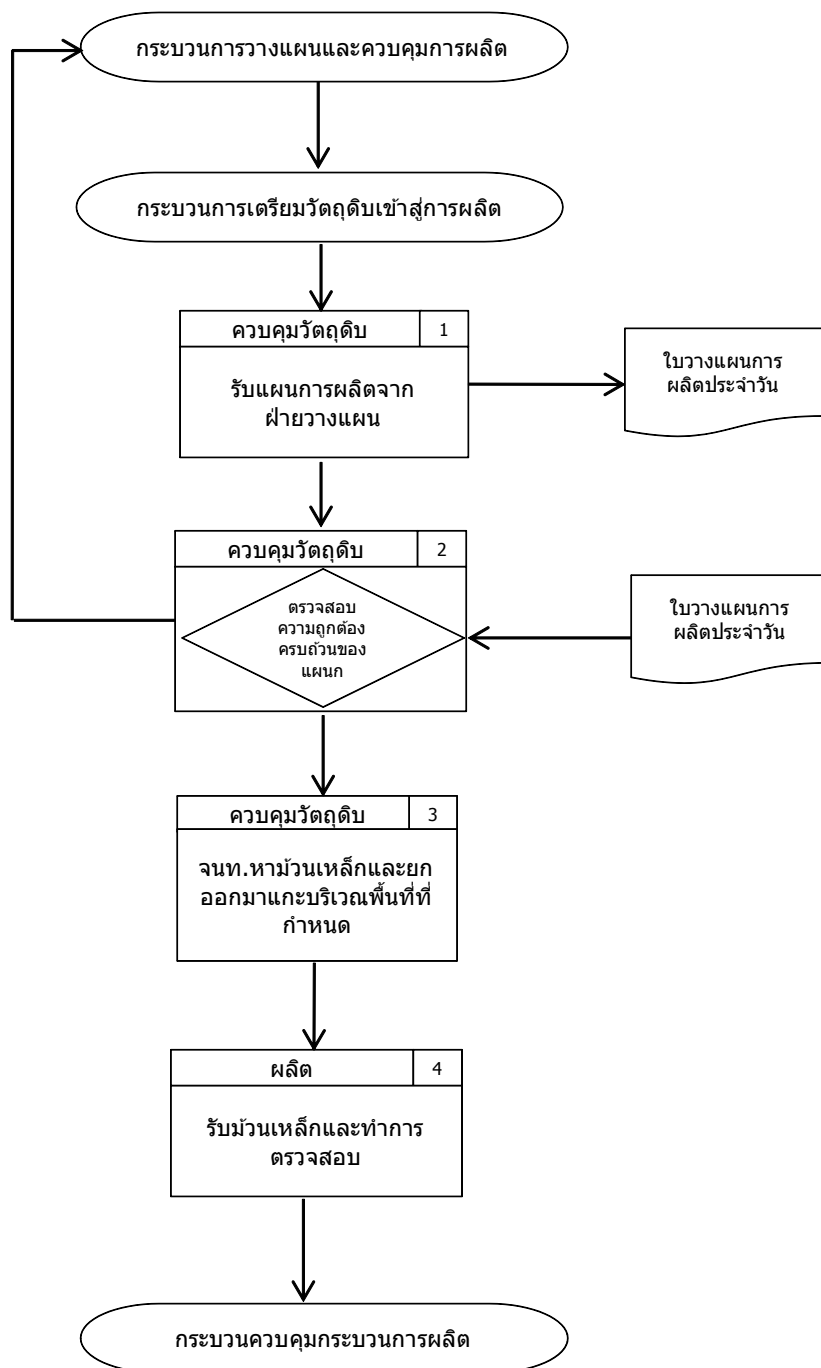 กระบวนการวางแผนและควบคุมการผลิต
กระบวนการเตรียมวัตถุดิบเข้าสู่การผลิต
ควบคุมวัตถุดิบ 1
รับแผนการผลิตจาก
ฝ่ายวางแผน
ใบวางแผนการ
ผลิตประจำวัน
ควบคุมวัตถุดิบ 2
ตรวจสอบ
ความถูกต้อง
ครบถ้วนของ
แผนก
ใบวางแผนการ
ผลิตประจำวัน
ควบคุมวัตถุดิบ 3
จนท.หาม้วนเหล็กและยก
ออกมาแกะบริเวณพื้นที่ที่
กำหนด
ผลิต 4
รับม้วนเหล็กและทำการ
ตรวจสอบ
กระบวนควบคุมกระบวนการผลิต